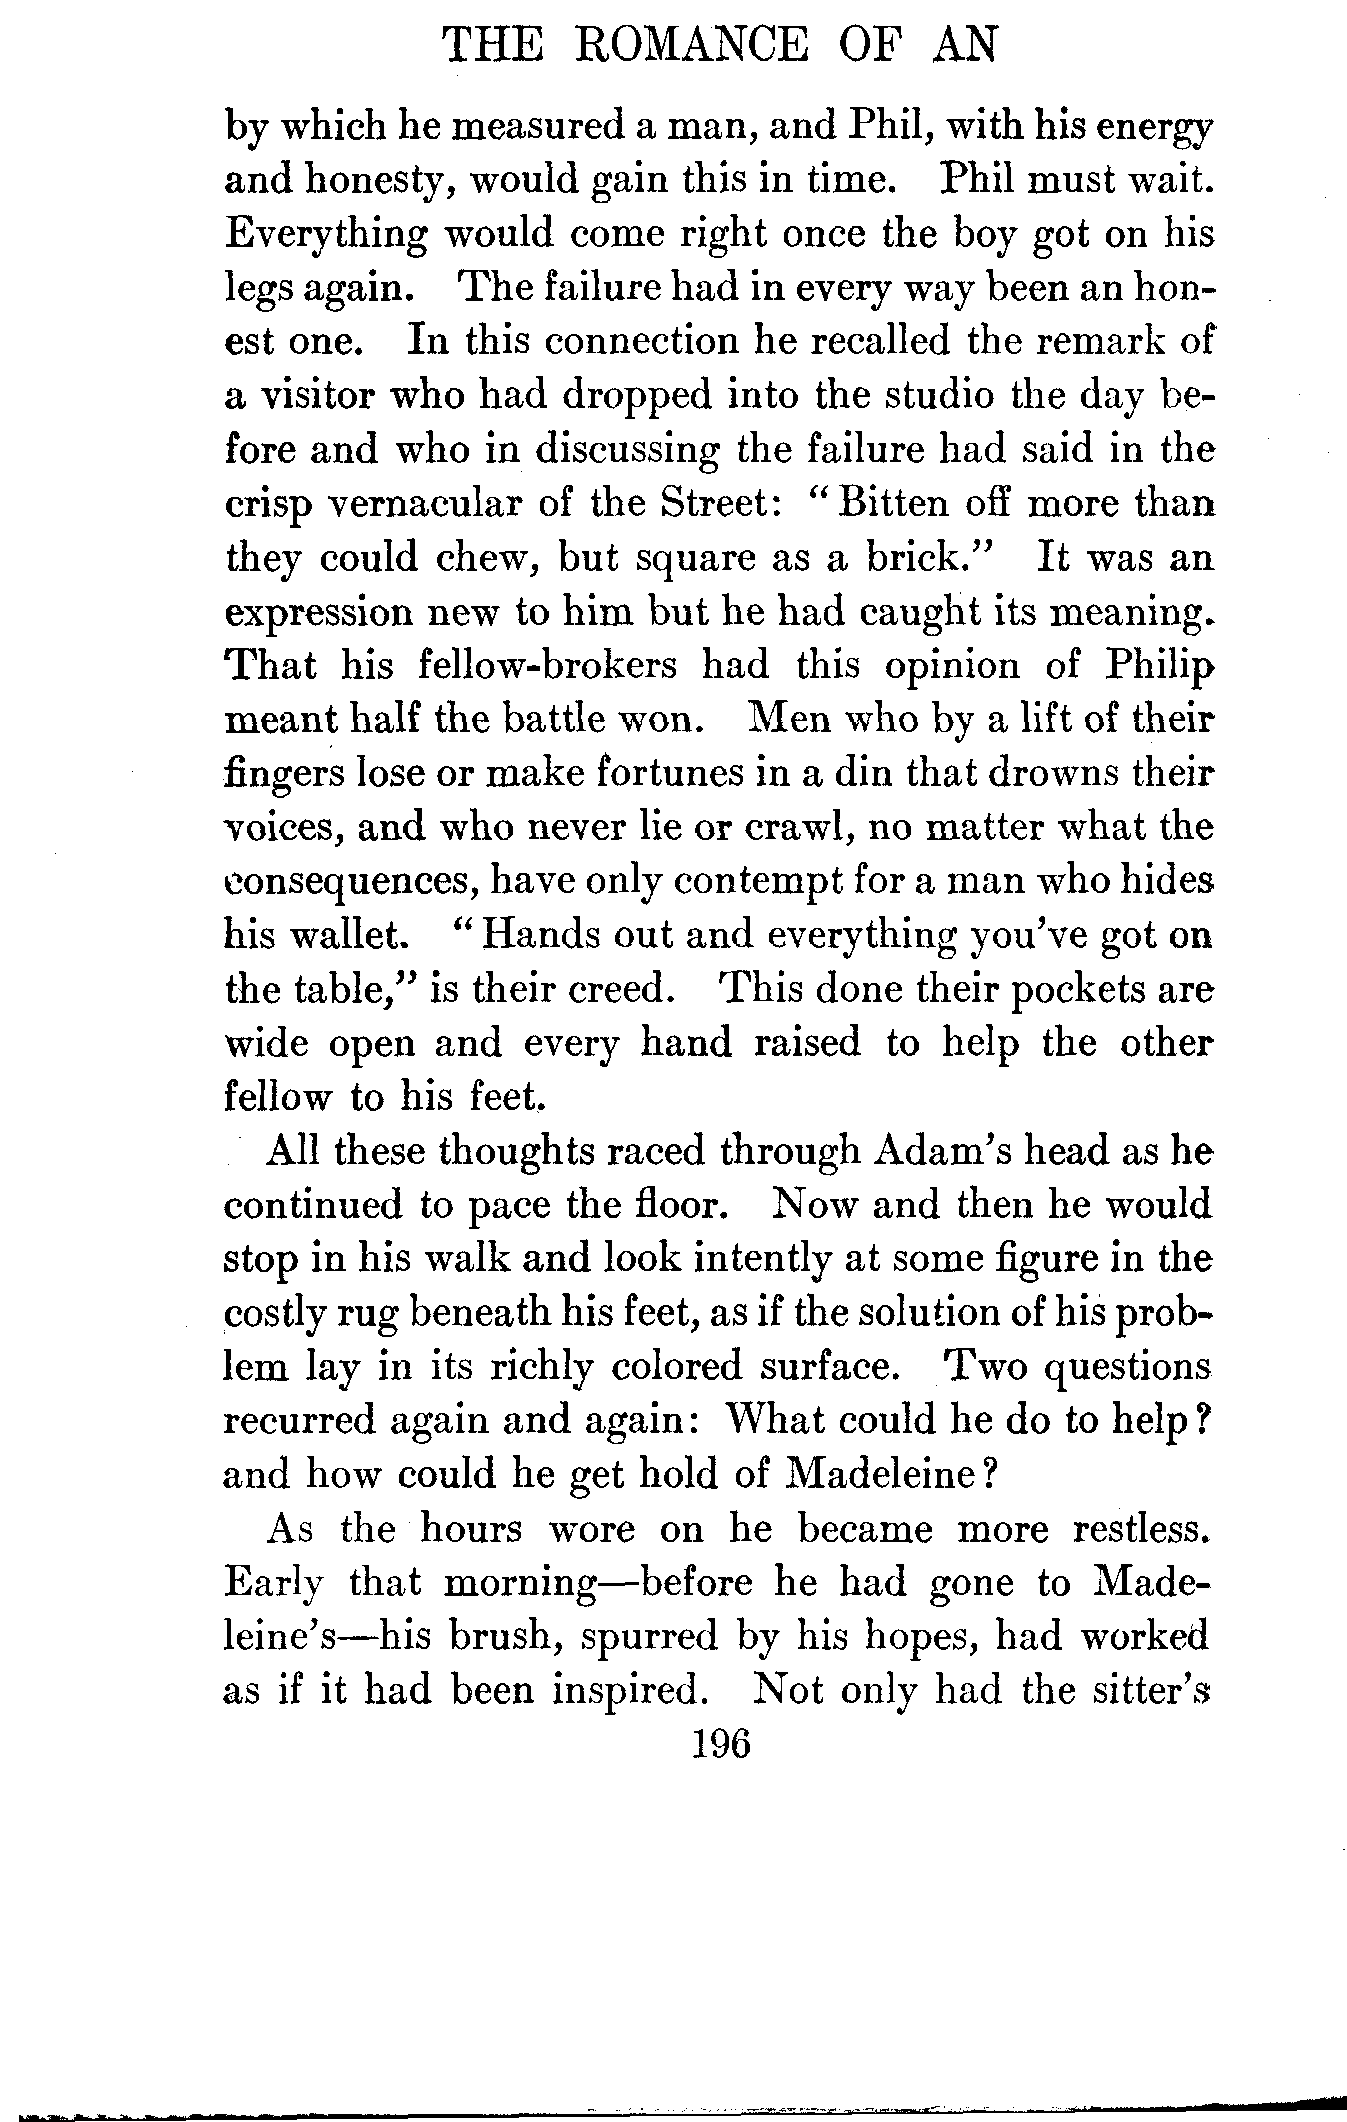 THE ROMANCE OF AN
by which he measured a man, and Phil, with his energy
and honesty, would gain this in time. Phil must wait.
Everything would come right once the boy got on his
legs again. The failure had in every way been an hon-
est one. In this connection he recalled the remark of
a visitor who had dropped into the studio the day be-
fore and who in discussing the failure had said in the
crisp vernacular of the Street: "Bitten off more than
they could chew, but square as a brick." It was an
expression new to him but he had caught its meaning.
That his fellow-brokers had this opinion of Philip
meant half the battle won. Men who by a lift of their
fingers lose or make fortunes in a din that drowns their
voices, and who never lie or crawl, no matter what the
consequences, have only contempt for a man who hides
his wallet. "Hands out and everything you've got on
the table," is their creed. This done their pockets are
wide open and every hand raised to help the other
fellow to his feet.
All these thoughts raced through Adam's head as he
continued to pace the floor. Now and then he would
stop in his walk and look intently at some figure in the
costly rug beneath his feet, as if the solution of his prob-
lem lay in its richly colored surface. Two questions
recurred again and again: What could he do to help?
and how could he get hold of Madeleine?
As the hours wore on he became more restless.
Early that morning—before he had gone to Made-
leine's—his brush, spurred by his hopes, had worked
as if it had been inspired. Not only had the sitter's
196